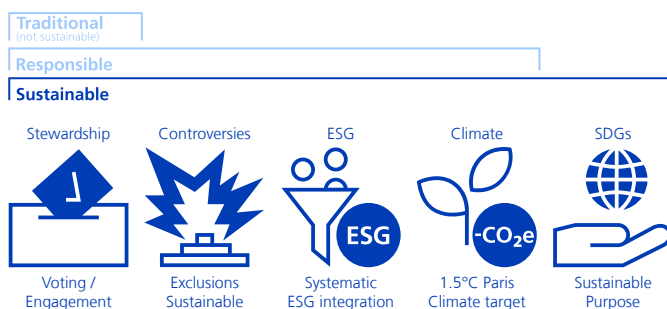 Traditional
(not sustainable)
Responsible
Sustainable
Stewardship Controversies ESG Climate SDGs
ESG -CO₂e
Voting / Exclusions Systematic 1.5°C Paris Sustainable
Engagement Sustainable ESG integration Climate target Purpose